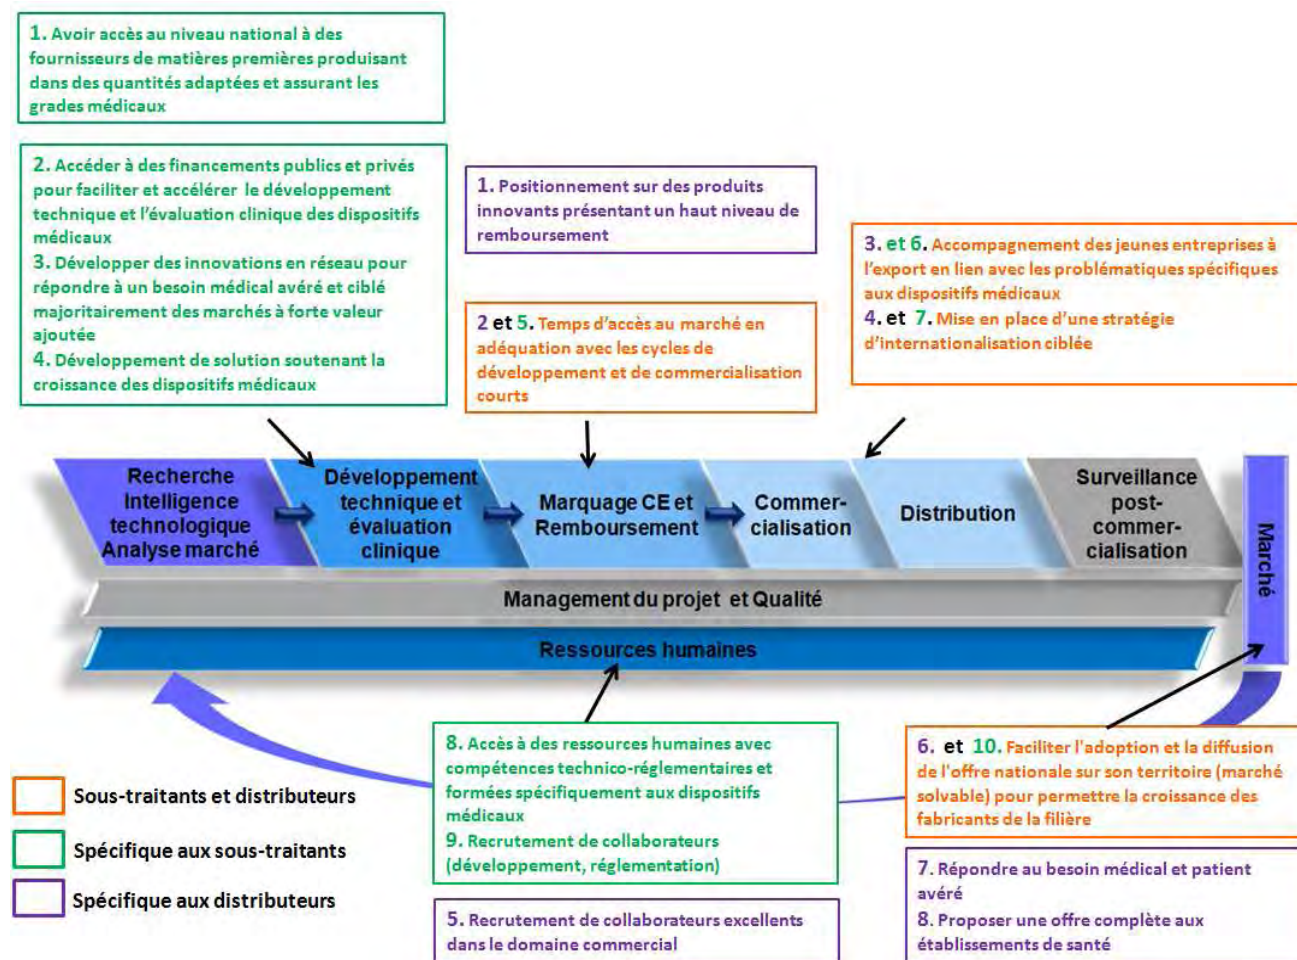 1. Avoir accès au niveau national à des
fournisseurs de matières premières produisant
dans des quantités adaptées et assurant les
grades médicaux
2. Accéder à des financements publics et privés
pour faciliter et accélérer le développement
technique et l'évaluation clinique des dispositifs
médicaux
3. Développer des innovations en réseau pour
répondre à un besoin médical avéré et ciblé
majoritairement des marchés à forte valeur
ajoutée
4. Développement de solution soutenant la
croissance des dispositifs médicaux
1. Positionnement sur des produits
innovants présentant un haut niveau de
remboursement
2 et 5. Temps d'accès au marché en
adéquation avec les cycles de
développement et de commercialisation
courts
3. et 6. Accompagnement des jeunes entreprises à
l'export en lien avec les problématiques spécifiques
aux dispositifs médicaux
4. et 7. Mise en place d'une stratégie
d'internationalisation ciblée
Recherche
Intelligence
technologique
Analyse marché
Développement
technique et
évaluation
clinique
Marquage CE et
Remboursement
Commer-
cialisation
Distribution
Surveillance
post-
commer-
cialisation
Marché
Management du projet et Qualité
Ressources humaines
8. Accès à des ressources humaines avec
compétences technico-réglementaires et
formées spécifiquement aux dispositifs
médicaux
9. Recrutement de collaborateurs
(développement, réglementation)
5. Recrutement de collaborateurs excellents
dans le domaine commercial
6. et 10. Faciliter l'adoption et la diffusion
de l'offre nationale sur son territoire (marché
solvable) pour permettre la croissance des
fabricants de la filière
7. Répondre au besoin médical et patient
avéré
8. Proposer une offre complète aux
établissements de santé
Sous-traitants et distributeurs
Spécifique aux sous-traitants
Spécifique aux distributeurs